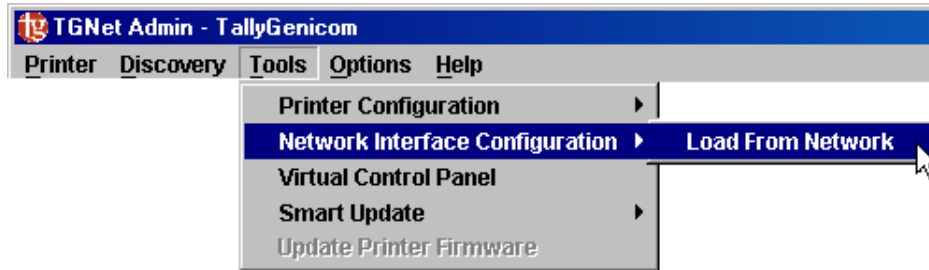 tg TGNet Admin - TallyGenicom
Printer Discovery Tools Options Help
Printer Configuration
Network Interface Configuration Load From Network
Virtual Control Panel
Smart Update
Update Printer Firmware